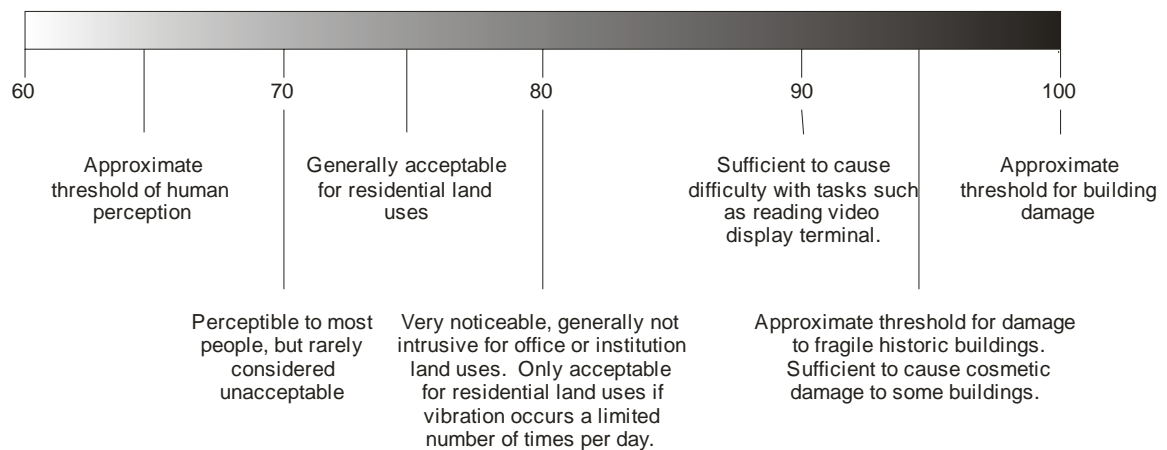 60
70
80
90
100
Approximate
threshold of human
perception
Generally acceptable
for residential land
uses
Sufficient to cause
difficulty with tasks such
as reading video
display terminal.
Approximate
threshold for building
damage
Perceptible to most
people, but rarely
considered
unacceptable
Very noticeable, generally not
intrusive for office or institution
land uses. Only acceptable
for residential land uses if
vibration occurs a limited
number of times per day.
Approximate threshold for damage
to fragile historic buildings.
Sufficient to cause cosmetic
damage to some buildings.